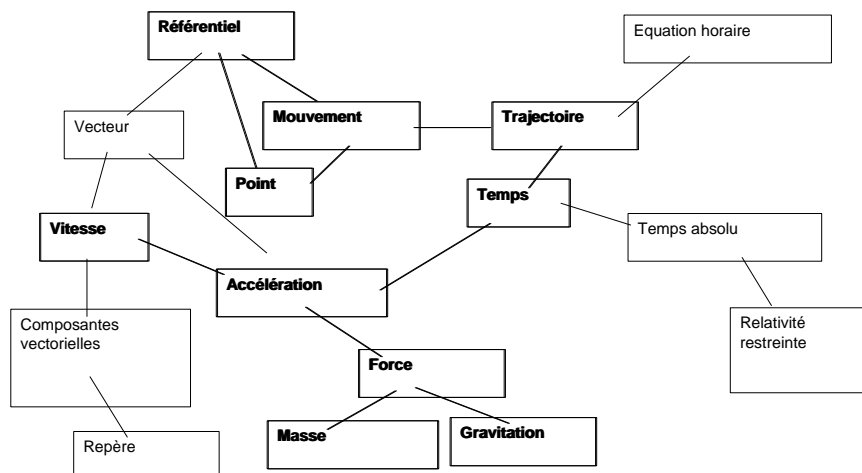 Référentiel
Equation horaire
Mouvement
Trajectoire
Vecteur
Point
Temps
Vitesse
Temps absolu
Accélération
Composantes
vectorielles
Relativité
restreinte
Force
Masse
Gravitation
Repère